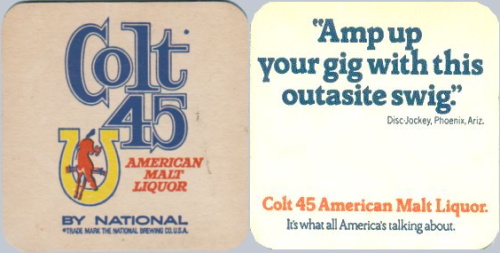 Colt
45
AMERICAN
MALT
LIQUOR
BY NATIONAL
*TRADE MARK THE NATIONAL BREWING CO. U.S.A.
"Amp up
your gig with this
outasite swig."
Disc-Jockey, Phoenix, Ariz.
Colt 45 American Malt Liquor.
It's what all America's talking about.